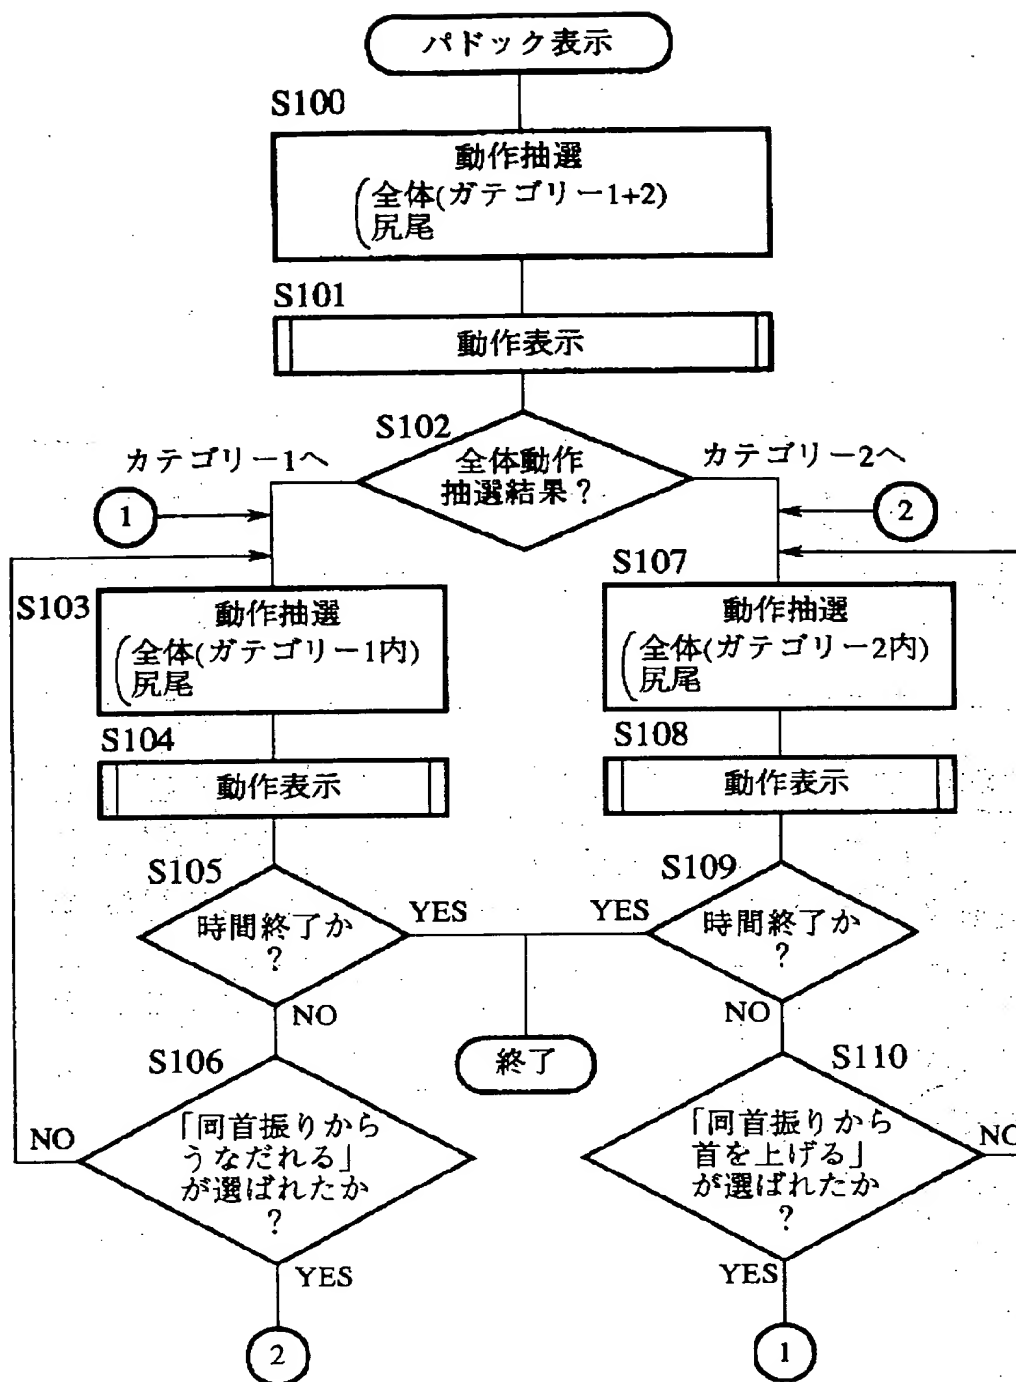 パドック表示
S100
動作抽選
全体(ガテゴリー1+2)
尻尾
S101
動作表示
S102
全体動作
抽選結果?
カテゴリー1へ
カテゴリー2へ
1
2
S103
動作抽選
全体(ガテゴリー1内)
尻尾
S107
動作抽選
全体(ガテゴリー2内)
尻尾
S104
動作表示
S108
動作表示
S105
時間終了か
?
YES
NO
S109
時間終了か
?
YES
NO
終了
S106
「同首振りから
うなだれる」
が選ばれたか
?
NO
YES
2
S110
「同首振りから
首を上げる」
が選ばれたか
?
NO
YES
1